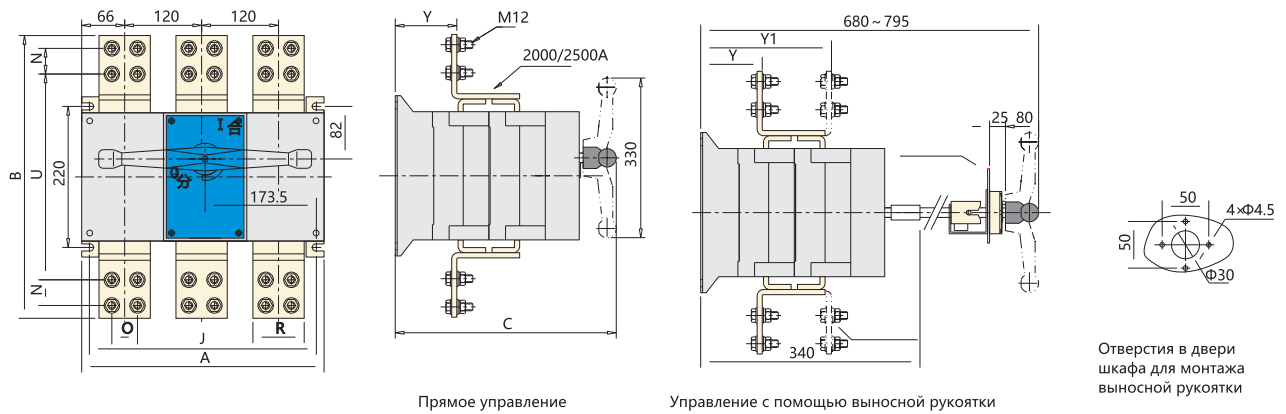 66
120
120
N
B
U
220
I 合
0 分
82
173.5
N
O
J
R
A
Y
M12
2000/2500A
330
C
Прямое управление
680~795
Y1
Y
25
80
340
Управление с помощью выносной рукоятки
50
4×Φ4.5
50
Φ30
Отверстия в двери
шкафа для монтажа
выносной рукоятки